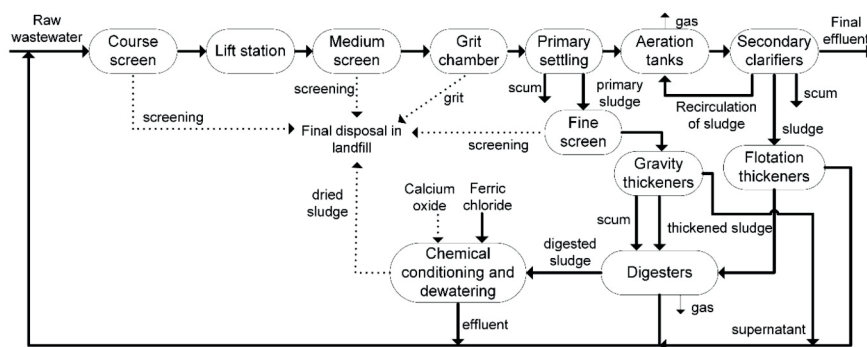 Raw
wastewater
Course
screen
Lift station
Medium
screen
Grit
chamber
Primary
settling
gas
Aeration
tanks
Secondary
clarifiers
Final
effluent
screening
screening
grit
scum
primary
sludge
Recirculation
of sludge
scum
sludge
Final disposal in
landfill
screening
Fine
screen
Gravity
thickeners
Flotation
thickeners
dried
sludge
Calcium
oxide
Ferric
chloride
scum
thickened sludge
Chemical
conditioning and
dewatering
digested
sludge
Digesters
gas
effluent
supernatant